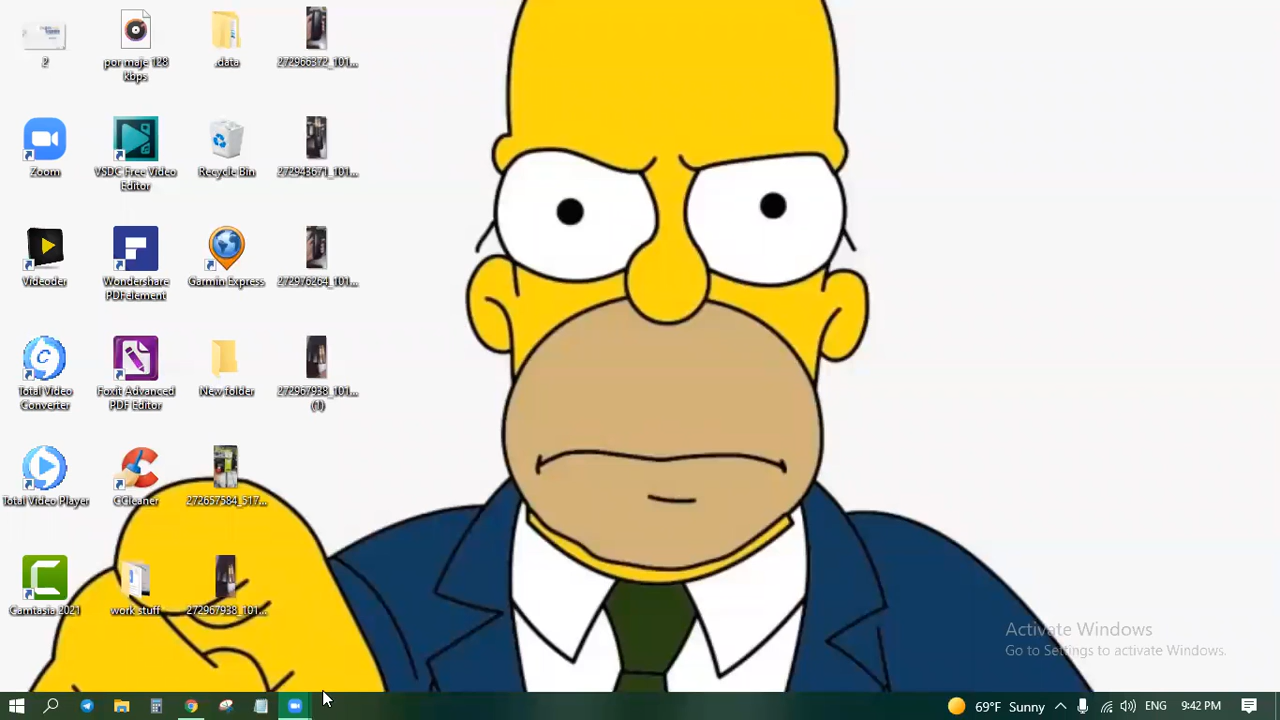 2
por maje 128
kbps
.data
272966372_101...
Zoom
VSDC Free Video
Editor
Recycle Bin
272943671_101...
Videoder
Wondershare
PDFelement
Garmin Express
272976264_101...
Total Video
Converter
Foxit Advanced
PDF Editor
New folder
272967938_101...
(1)
Total Video Player
CCleaner
272657584_517...
Camtasia 2021
work stuff
272967938_101...
Activate Windows
Go to Settings to activate Windows.
69°F Sunny
ENG
9:42 PM